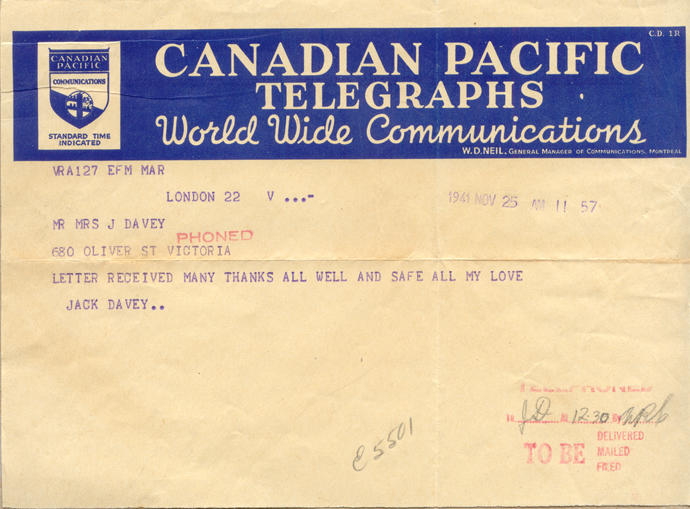 C.D. 1R
CANADIAN PACIFIC
COMMUNICATIONS
STANDARD TIME INDICATED
CANADIAN PACIFIC
TELEGRAPHS
World Wide Communications
W.D. NEIL, GENERAL MANAGER OF COMMUNICATIONS, MONTREAL
VRA127 EFM MAR
LONDON 22 V ...-
1941 NOV 25 AM 11 57
MR MRS J DAVEY
PHONED
680 OLIVER ST VICTORIA
LETTER RECEIVED MANY THANKS ALL WELL AND SAFE ALL MY LOVE
JACK DAVEY..
TELEPHONED
JD 12.30
TO BE
DELIVERED
MAILED
FILED
E5501